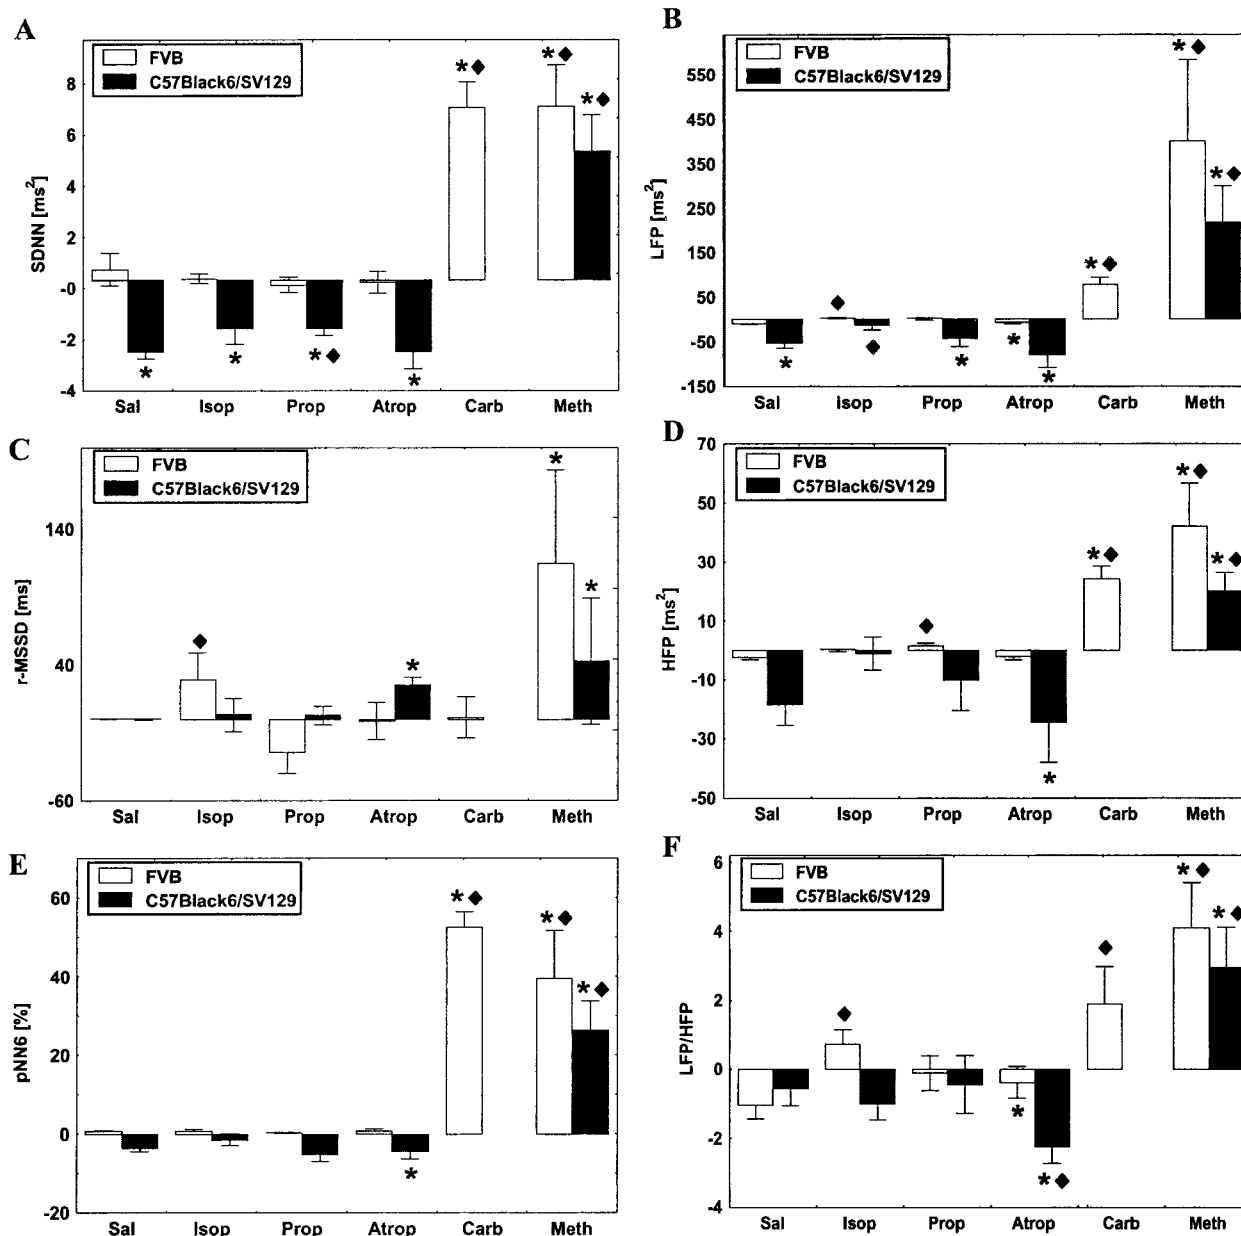 A
FVB
C57Black6/SV129
SDNN [ms²]
8
6
4
2
-0
-2
-4
* ◆
* ◆
* ◆
*
*
* ◆
*
Sal Isop Prop Atrop Carb Meth
B
FVB
C57Black6/SV129
LFP [ms²]
550
450
350
250
150
50
-50
-150
* ◆
* ◆
* ◆
◆
◆
*
*
*
*
Sal Isop Prop Atrop Carb Meth
C
FVB
C57Black6/SV129
r-MSSD [ms]
140
40
-60
*
*
◆
*
Sal Isop Prop Atrop Carb Meth
D
FVB
C57Black6/SV129
HFP [ms²]
70
50
30
10
-10
-30
-50
* ◆
* ◆
* ◆
◆
*
Sal Isop Prop Atrop Carb Meth
E
FVB
C57Black6/SV129
pNN6 [%]
60
40
20
0
-20
* ◆
* ◆
* ◆
*
Sal Isop Prop Atrop Carb Meth
F
FVB
C57Black6/SV129
LFP/HFP
6
4
2
0
-2
-4
* ◆
* ◆
◆
◆
*
* ◆
Sal Isop Prop Atrop Carb Meth